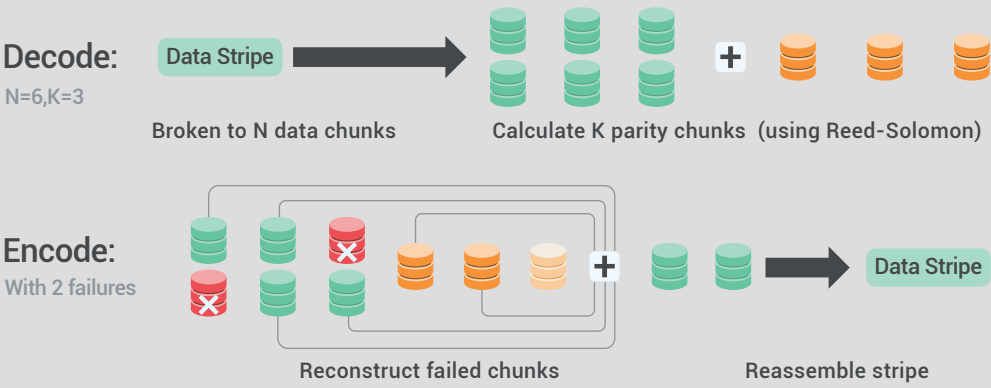 Decode:
N=6,K=3
Data Stripe
+
Broken to N data chunks
Calculate K parity chunks (using Reed-Solomon)
Encode:
With 2 failures
+
Data Stripe
Reconstruct failed chunks
Reassemble stripe